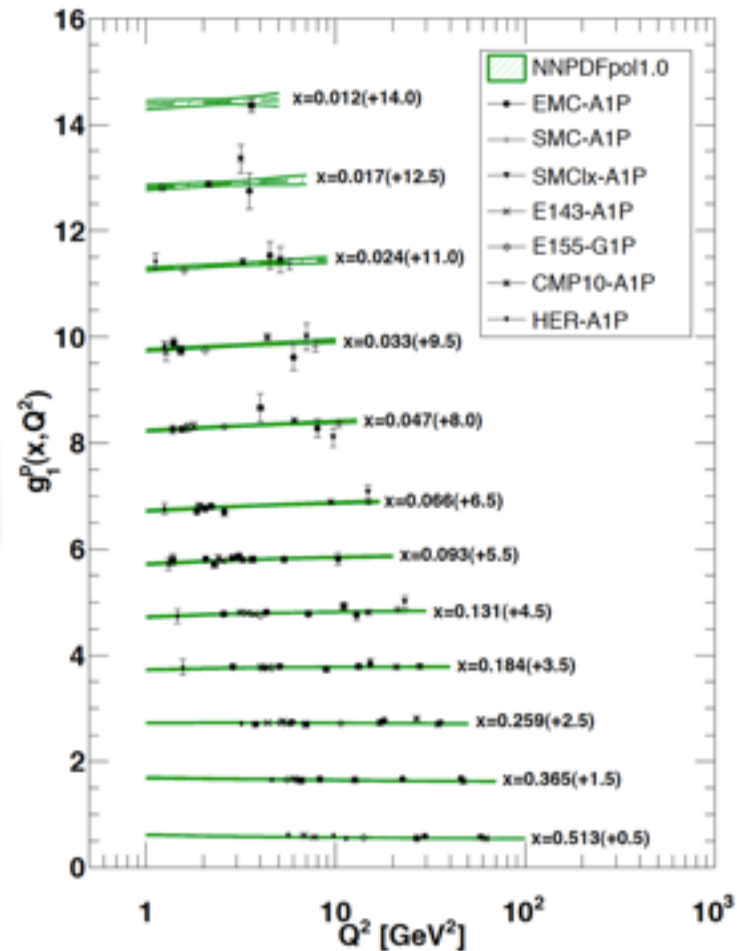 16
14
12
10
8
6
4
2
0
g₁ᵖ(x,Q²)
NNPDFpol1.0
EMC-A1P
SMC-A1P
SMClx-A1P
E143-A1P
E155-G1P
CMP10-A1P
HER-A1P
x=0.012(+14.0)
x=0.017(+12.5)
x=0.024(+11.0)
x=0.033(+9.5)
x=0.047(+8.0)
x=0.066(+6.5)
x=0.093(+5.5)
x=0.131(+4.5)
x=0.184(+3.5)
x=0.259(+2.5)
x=0.365(+1.5)
x=0.513(+0.5)
1 10 10² 10³
Q² [GeV²]